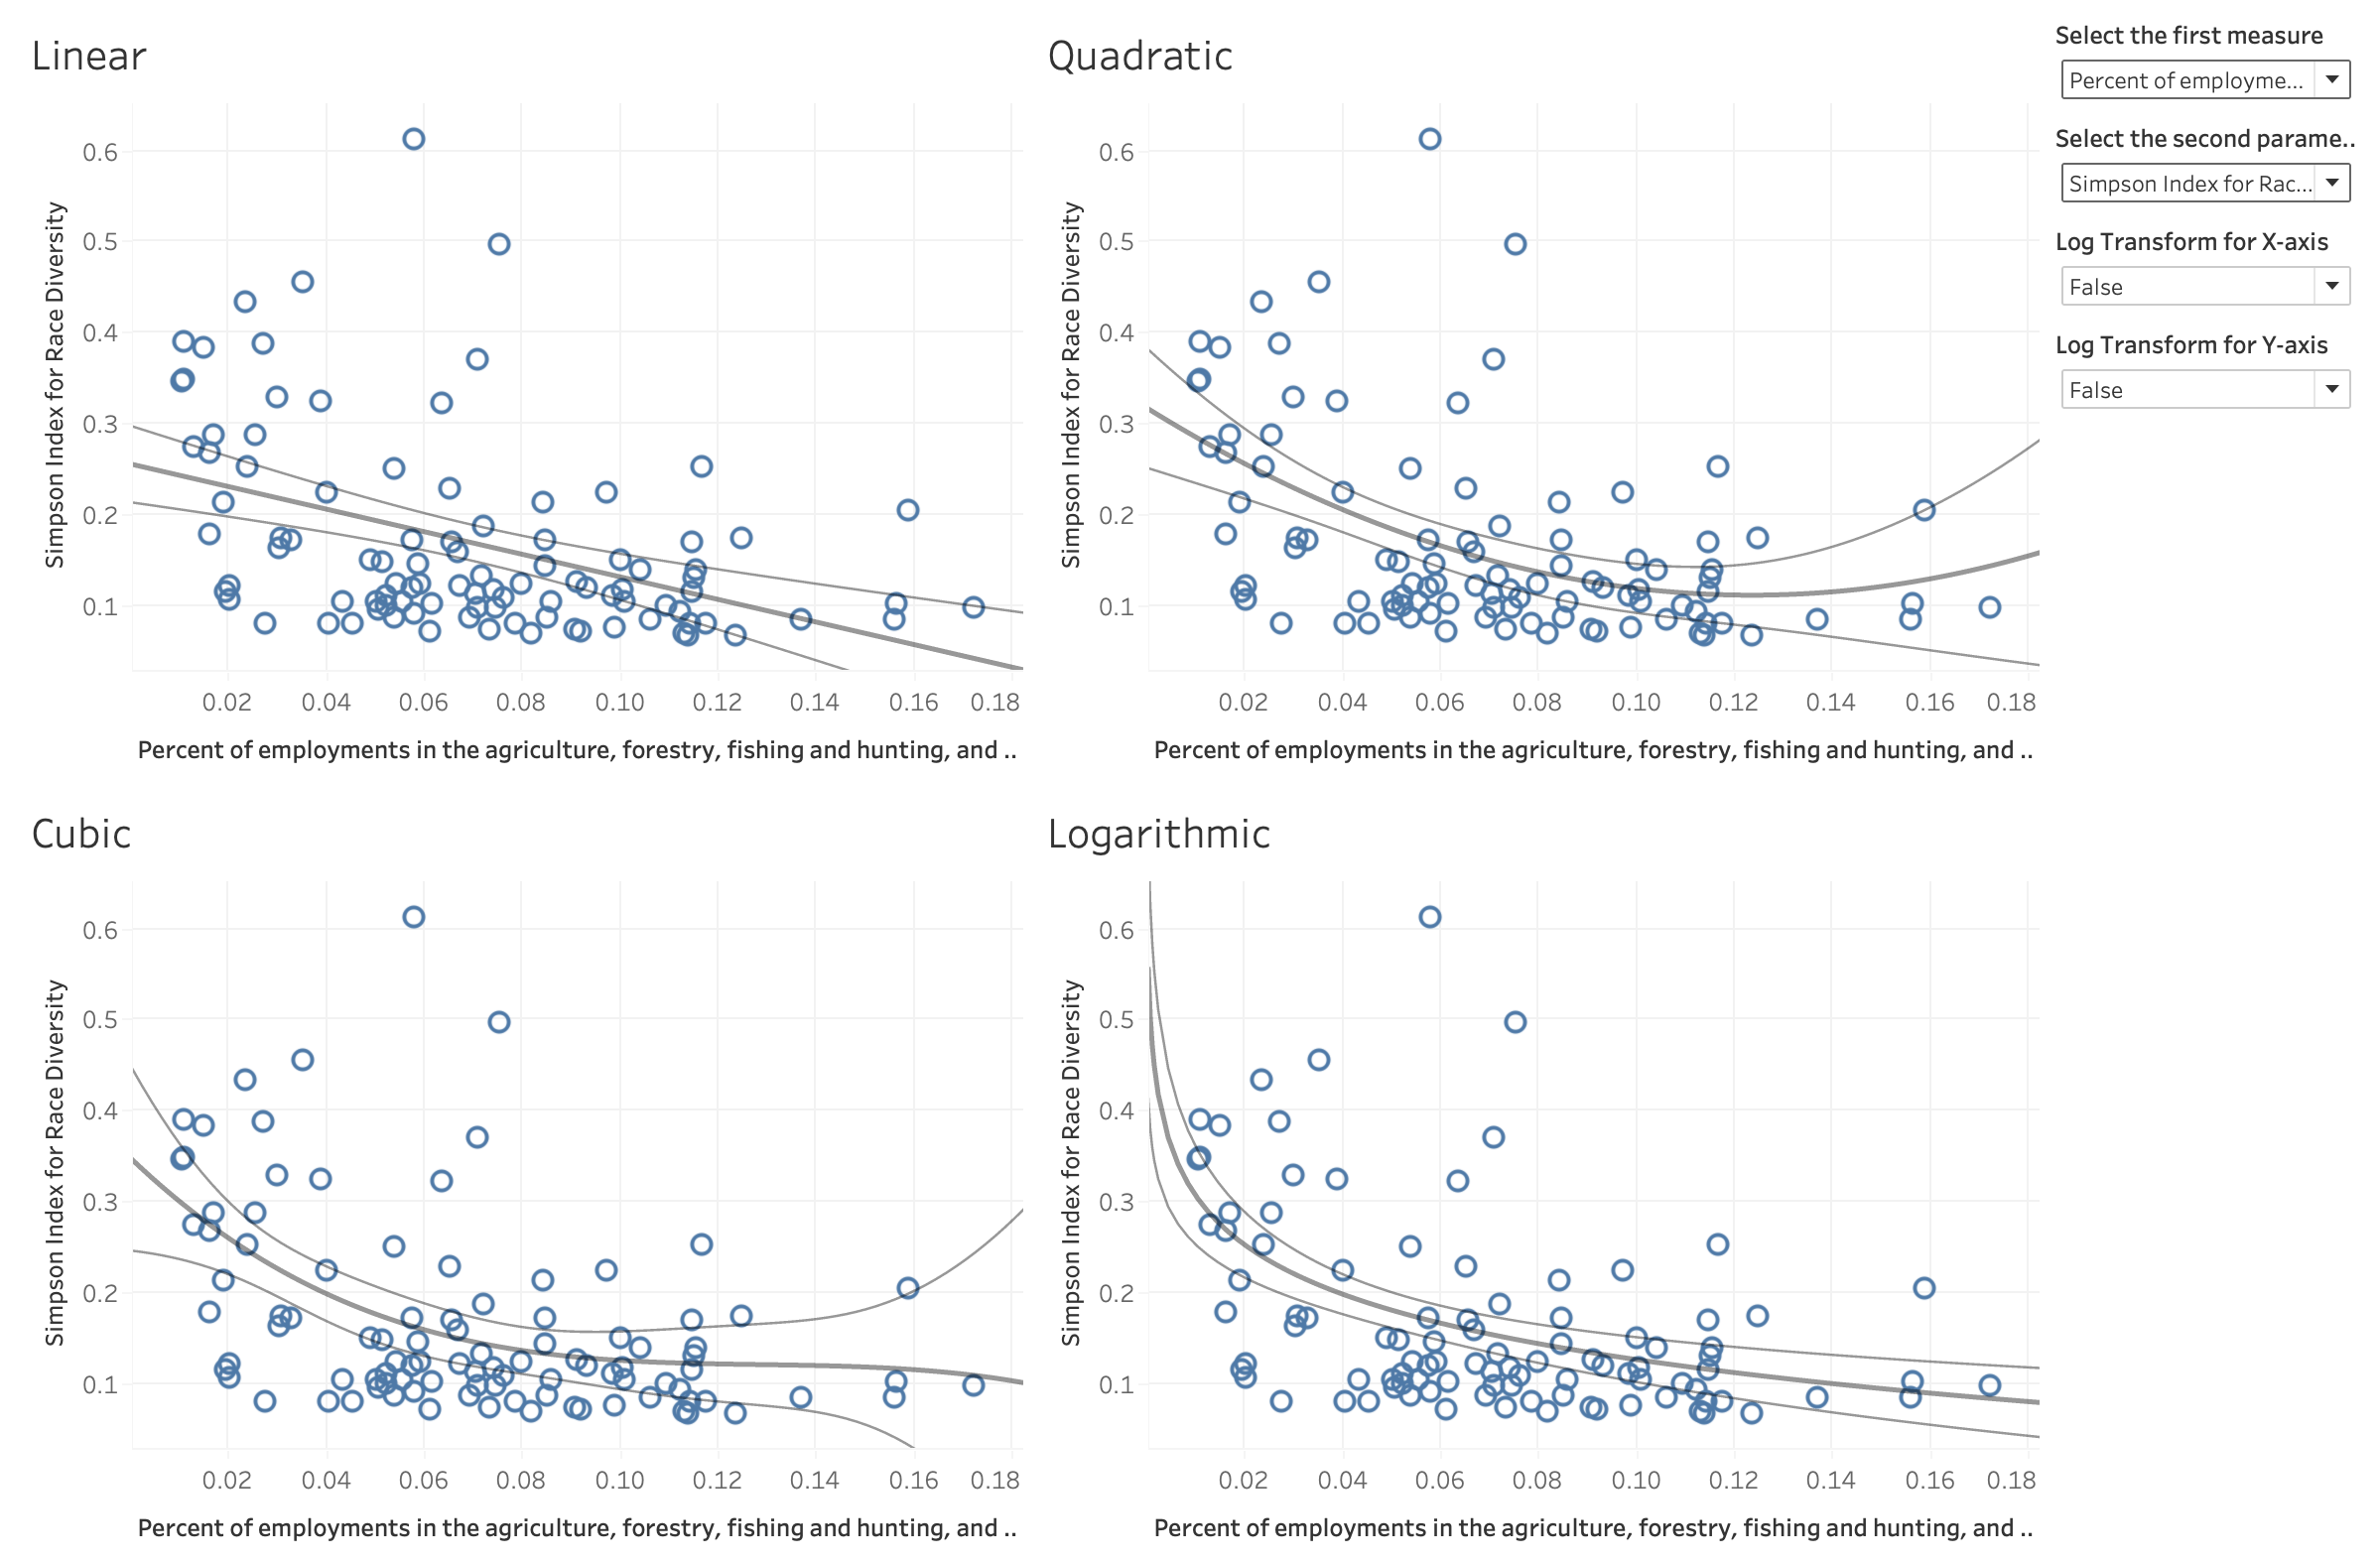 Linear
0.6
0.5
0.4
0.3
0.2
0.1
Simpson Index for Race Diversity
0.02 0.04 0.06 0.08 0.10 0.12 0.14 0.16 0.18
Percent of employments in the agriculture, forestry, fishing and hunting, and ..
Quadratic
0.6
0.5
0.4
0.3
0.2
0.1
Simpson Index for Race Diversity
0.02 0.04 0.06 0.08 0.10 0.12 0.14 0.16 0.18
Percent of employments in the agriculture, forestry, fishing and hunting, and ..
Select the first measure
Percent of employme...
Select the second parame..
Simpson Index for Rac...
Log Transform for X-axis
False
Log Transform for Y-axis
False
Cubic
0.6
0.5
0.4
0.3
0.2
0.1
Simpson Index for Race Diversity
0.02 0.04 0.06 0.08 0.10 0.12 0.14 0.16 0.18
Percent of employments in the agriculture, forestry, fishing and hunting, and ..
Logarithmic
0.6
0.5
0.4
0.3
0.2
0.1
Simpson Index for Race Diversity
0.02 0.04 0.06 0.08 0.10 0.12 0.14 0.16 0.18
Percent of employments in the agriculture, forestry, fishing and hunting, and ..